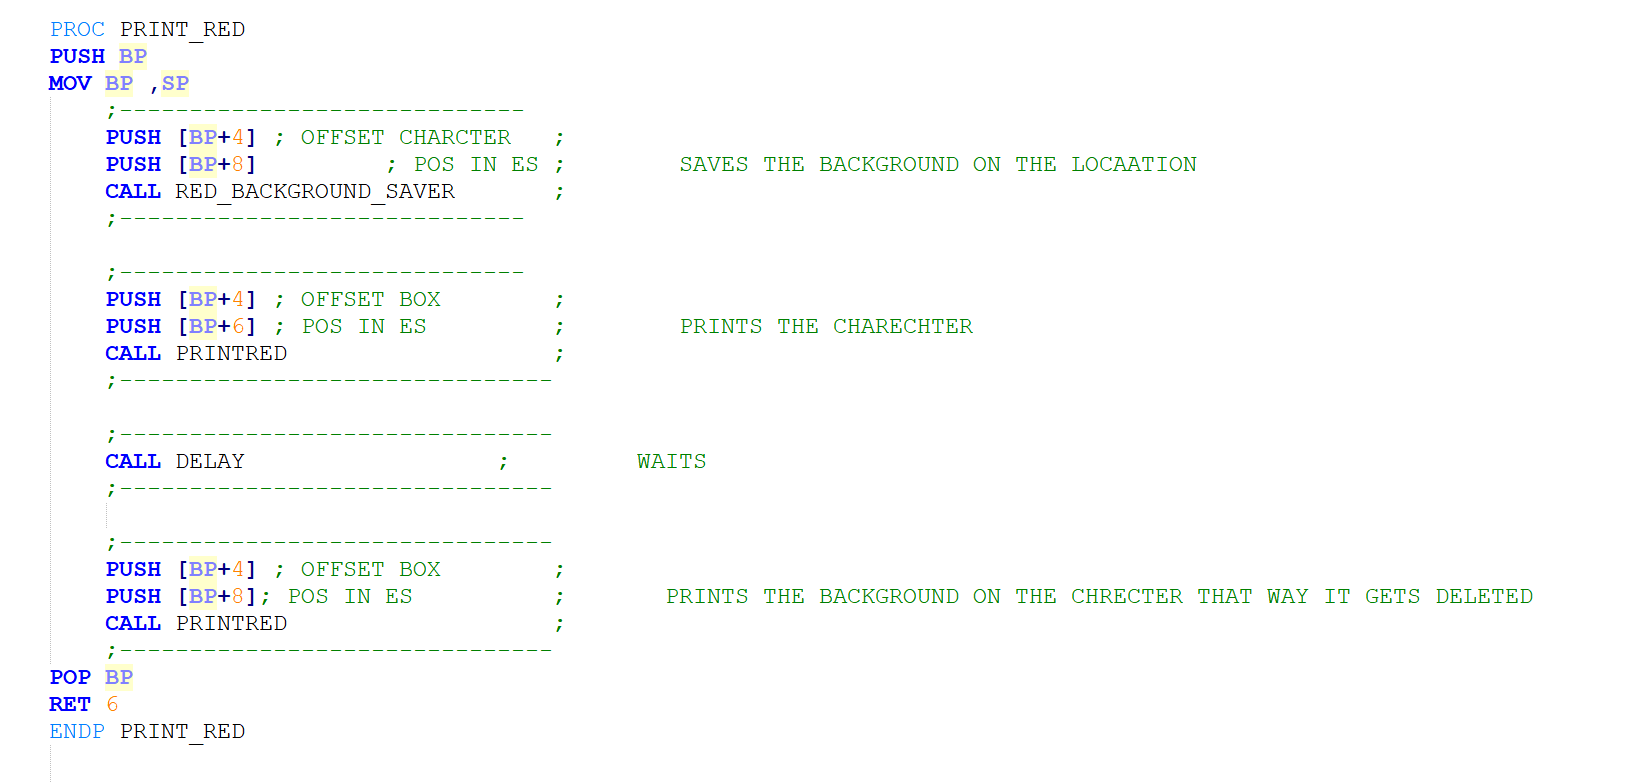 PROC PRINT_RED
PUSH BP
MOV BP ,SP
;-----------------------------
PUSH [BP+4] ; OFFSET CHARCTER ;
PUSH [BP+8] ; POS IN ES ; SAVES THE BACKGROUND ON THE LOCAATION
CALL RED_BACKGROUND_SAVER ;
;-----------------------------
;-----------------------------
PUSH [BP+4] ; OFFSET BOX ;
PUSH [BP+6] ; POS IN ES ; PRINTS THE CHARECHTER
CALL PRINTRED ;
;-------------------------------
;-------------------------------
CALL DELAY ; WAITS
;-------------------------------
;-------------------------------
PUSH [BP+4] ; OFFSET BOX ;
PUSH [BP+8]; POS IN ES ; PRINTS THE BACKGROUND ON THE CHRECTER THAT WAY IT GETS DELETED
CALL PRINTRED ;
;-------------------------------
POP BP
RET 6
ENDP PRINT_RED